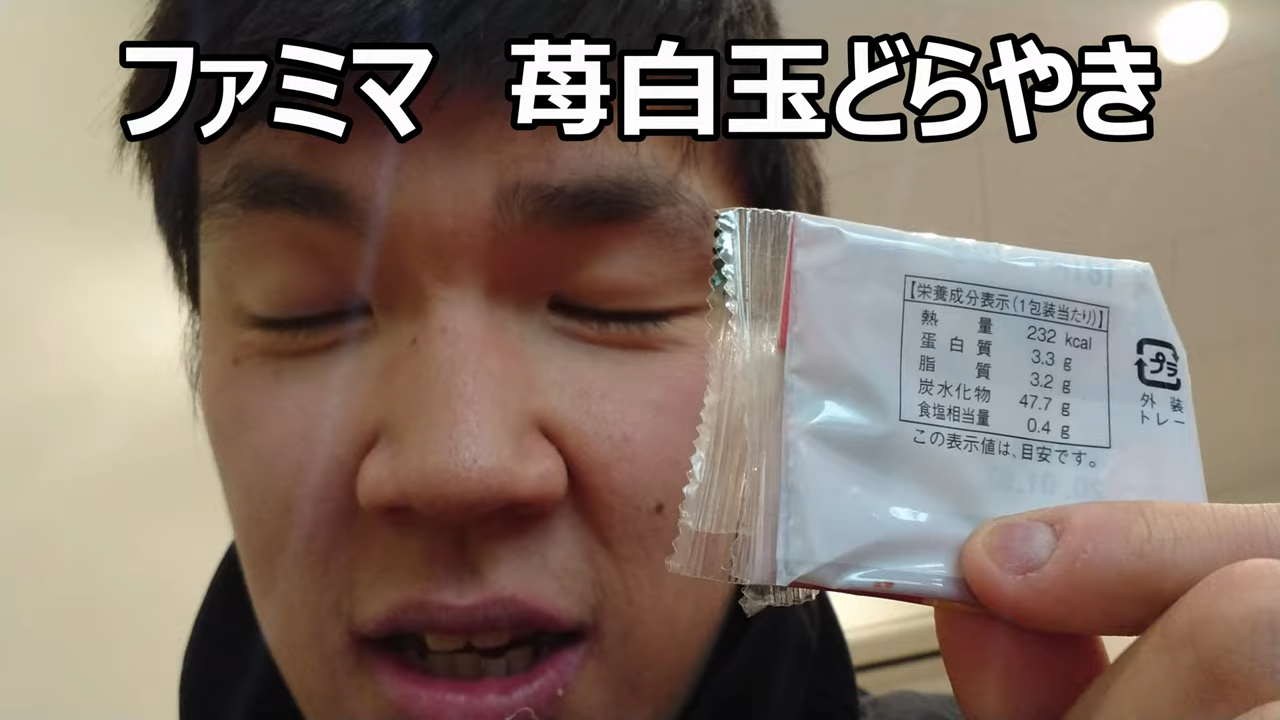 ファミマ 苺白玉どらやき
【栄養成分表示(1包装当たり)】
熱量 232 kcal
蛋白質 3.3 g
脂質 3.2 g
炭水化物 47.7 g
食塩相当量 0.4 g
この表示値は、目安です。
プラ
外装
トレー